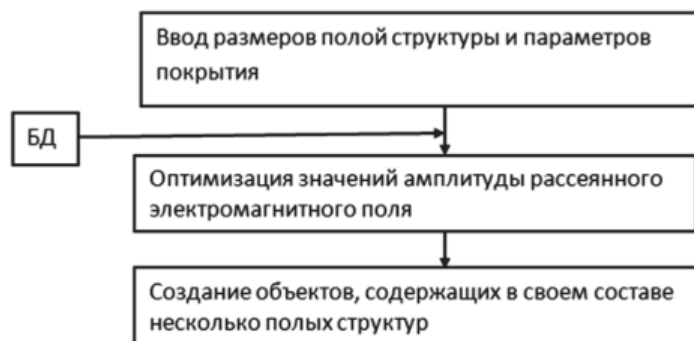 Ввод размеров полой структуры и параметров
покрытия
БД
Оптимизация значений амплитуды рассеянного
электромагнитного поля
Создание объектов, содержащих в своем составе
несколько полых структур